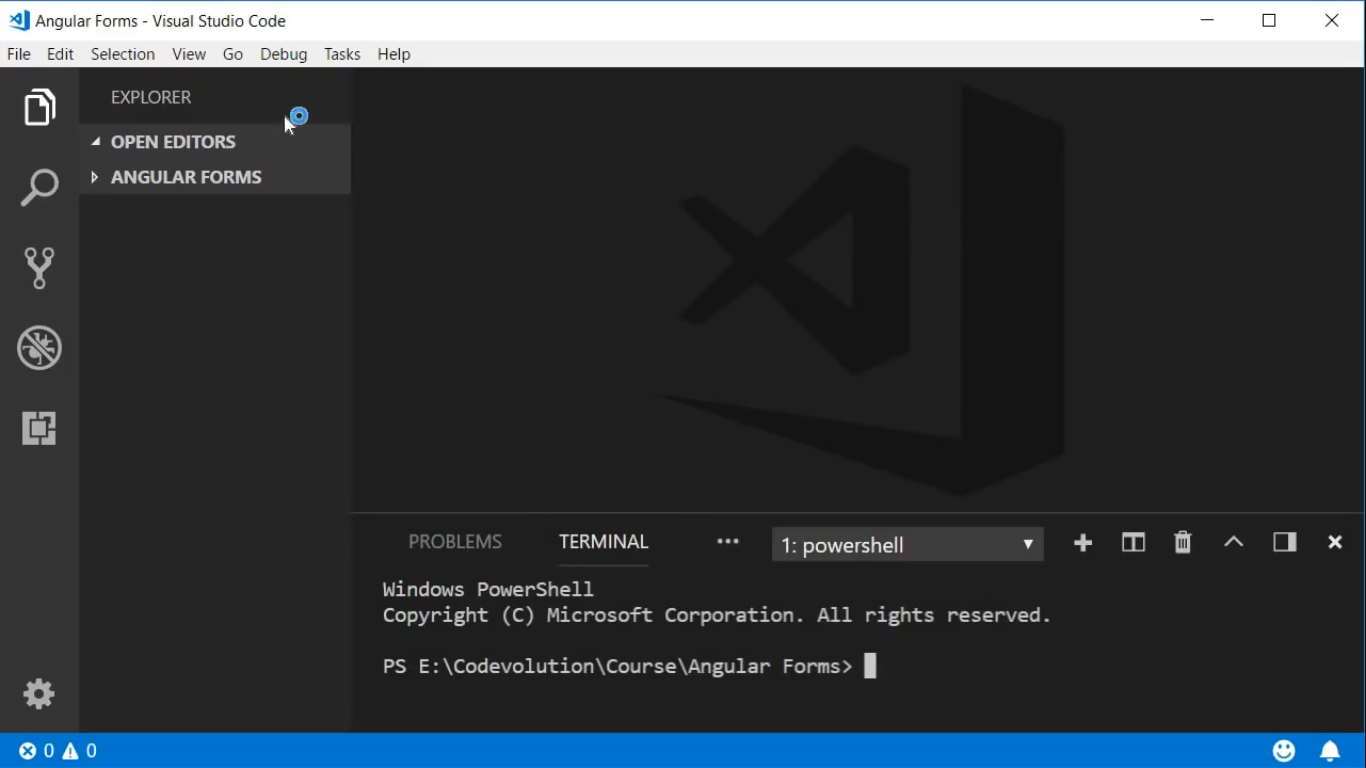 Angular Forms - Visual Studio Code
File Edit Selection View Go Debug Tasks Help
EXPLORER
OPEN EDITORS
ANGULAR FORMS
PROBLEMS TERMINAL ••• 1: powershell
Windows PowerShell
Copyright (C) Microsoft Corporation. All rights reserved.
PS E:\Codevolution\Course\Angular Forms>
0 0